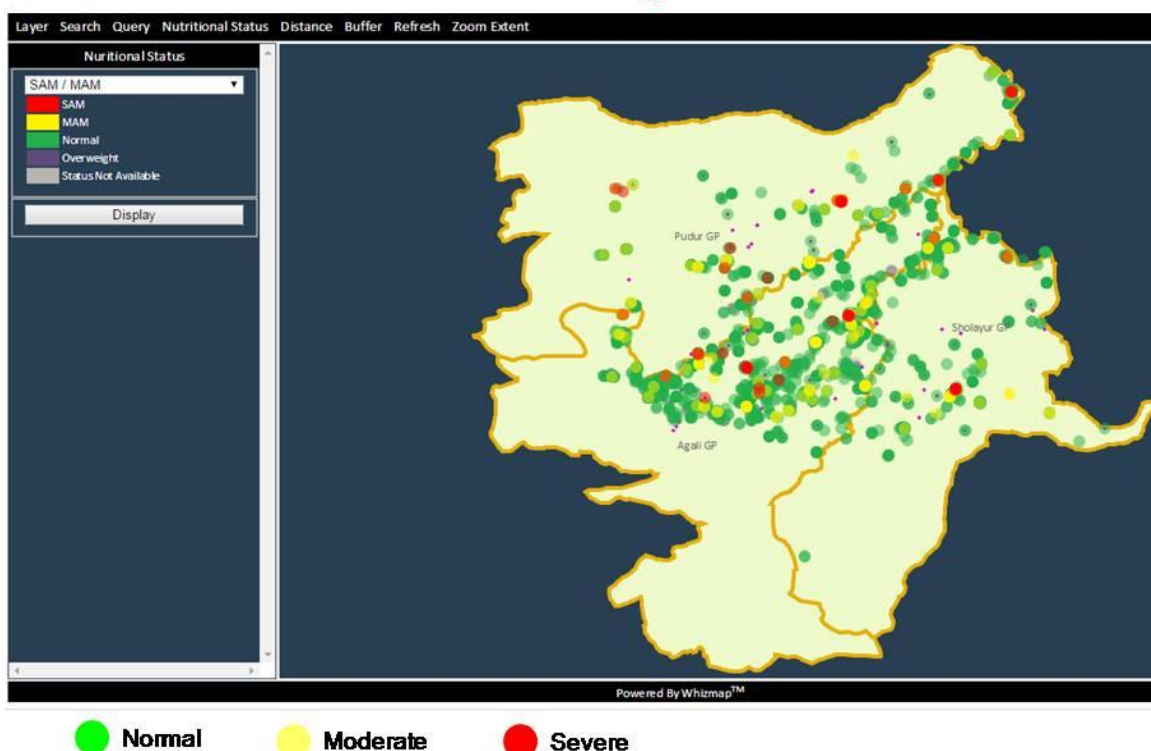 Layer Search Query Nutritional Status Distance Buffer Refresh Zoom Extent
Nuritional Status
SAM / MAM
SAM
MAM
Normal
Overweight
Status Not Available
Display
Pudur GP
Sholayur GP
Agali GP
Powered By Whizmap™
Normal Moderate Severe